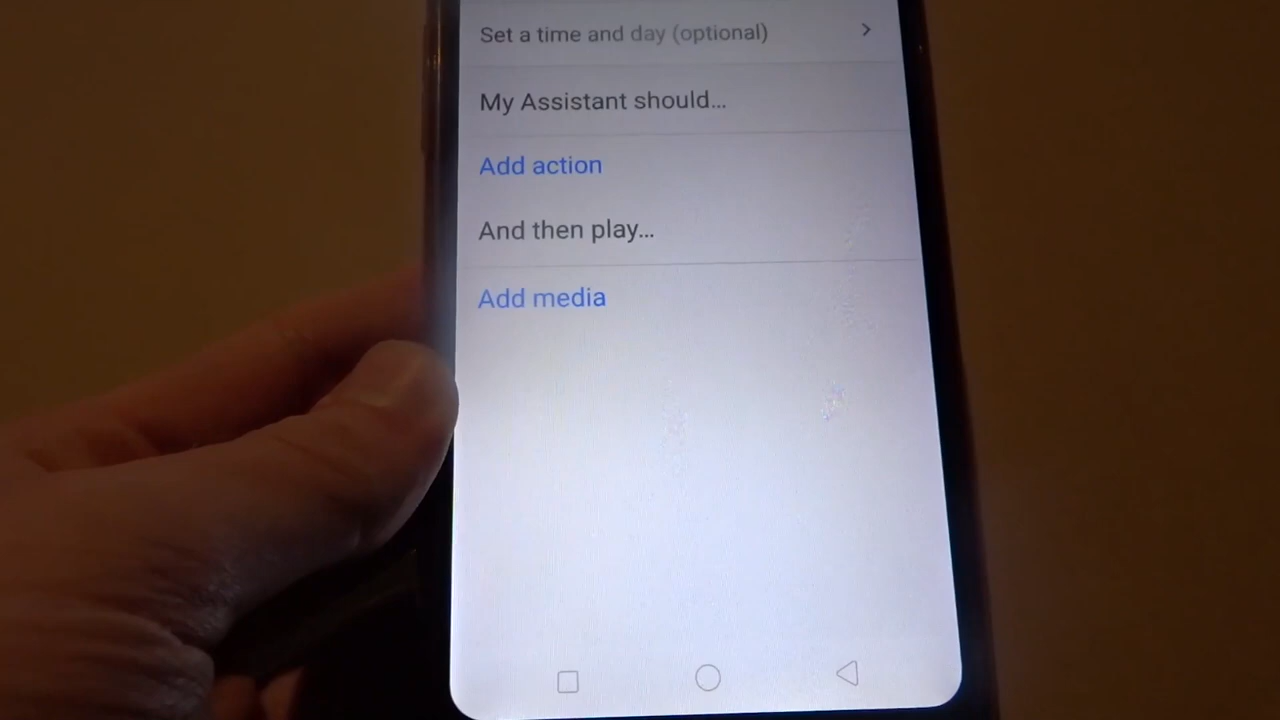 Set a time and day (optional)
My Assistant should...
Add action
And then play...
Add media